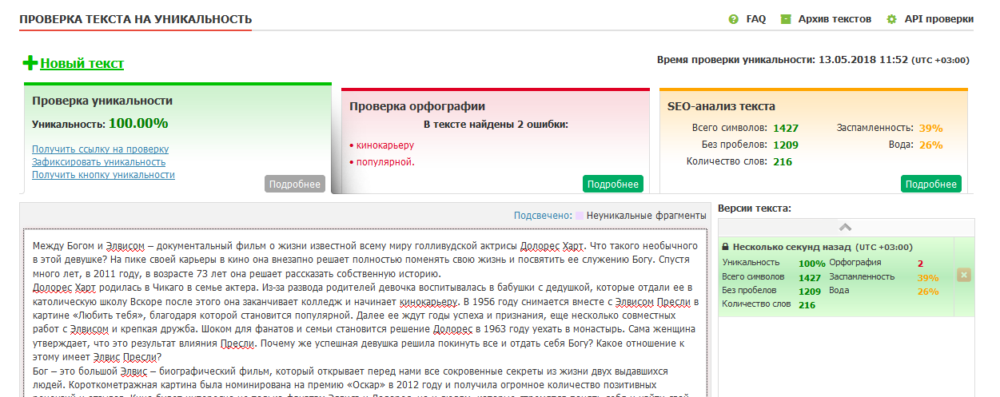 ПРОВЕРКА ТЕКСТА НА УНИКАЛЬНОСТЬ
FAQ Архив текстов API проверки
Новый текст
Время проверки уникальности: 13.05.2018 11:52 (UTC +03:00)
Проверка уникальности
Уникальность: 100.00%
Получить ссылку на проверку
Зафиксировать уникальность
Получить кнопку уникальности
Подробнее
Проверка орфографии
В тексте найдены 2 ошибки:
• кинокарьеру
• популярной.
Подробнее
SEO-анализ текста
Всего символов: 1427 Заспамленность: 39%
Без пробелов: 1209 Вода: 26%
Количество слов: 216
Подробнее
Подсвечено: Неуникальные фрагменты
Между Богом и Элвисом – документальный фильм о жизни известной всему миру голливудской актрисы Долорес Харт. Что такого необычного
в этой девушке? На пике своей карьеры в кино она внезапно решает полностью поменять свою жизнь и посвятить ее служению Богу. Спустя
много лет, в 2011 году, в возрасте 73 лет она решает рассказать собственную историю.
Долорес Харт родилась в Чикаго в семье актера. Из-за развода родителей девочка воспитывалась в бабушки с дедушкой, которые отдали ее в
католическую школу Вскоре после этого она заканчивает колледж и начинает кинокарьеру. В 1956 году снимается вместе с Элвисом Пресли в
картине «Любить тебя», благодаря которой становится популярной. Далее ее ждут годы успеха и признания, еще несколько совместных
работ с Элвисом и крепкая дружба. Шоком для фанатов и семьи становится решение Долорес в 1963 году уехать в монастырь. Сама женщина
утверждает, что это результат влияния Пресли. Почему же успешная девушка решила покинуть все и отдать себя Богу? Какое отношение к
этому имеет Элвис Пресли?
Бог – это большой Элвис – биографический фильм, который открывает перед нами все сокровенные секреты из жизни двух выдавшихся
людей. Короткометражная картина была номинирована на премию «Оскар» в 2012 году и получила огромное количество позитивных
Версии текста:
Несколько секунд назад (UTC +03:00)
Уникальность 100% Орфография 2
Всего символов 1427 Заспамленность 39%
Без пробелов 1209 Вода 26%
Количество слов 216